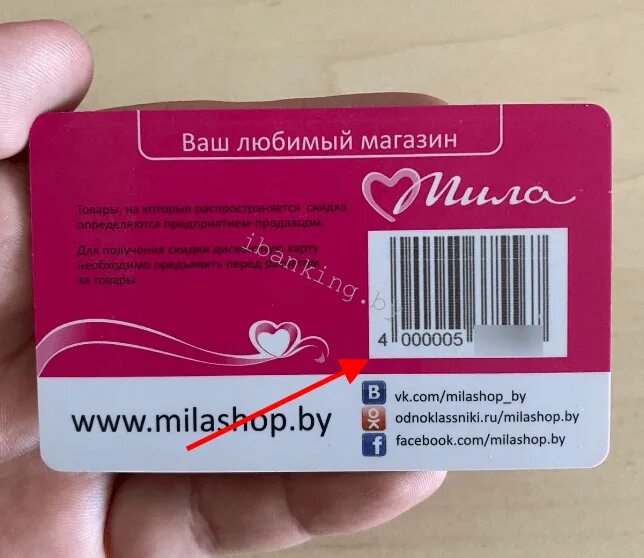 Ваш любимый магазин
Мила
Товары, на которые распространяется скидка
определяются предприятием-продавцом.
Для получения скидки дисконтную карту
необходимо предъявить перед расчетом
за товары.
ibanking.by
4 000005
www.milashop.by
vk.com/milashop_by
odnoklassniki.ru/milashop.by
facebook.com/milashop.by